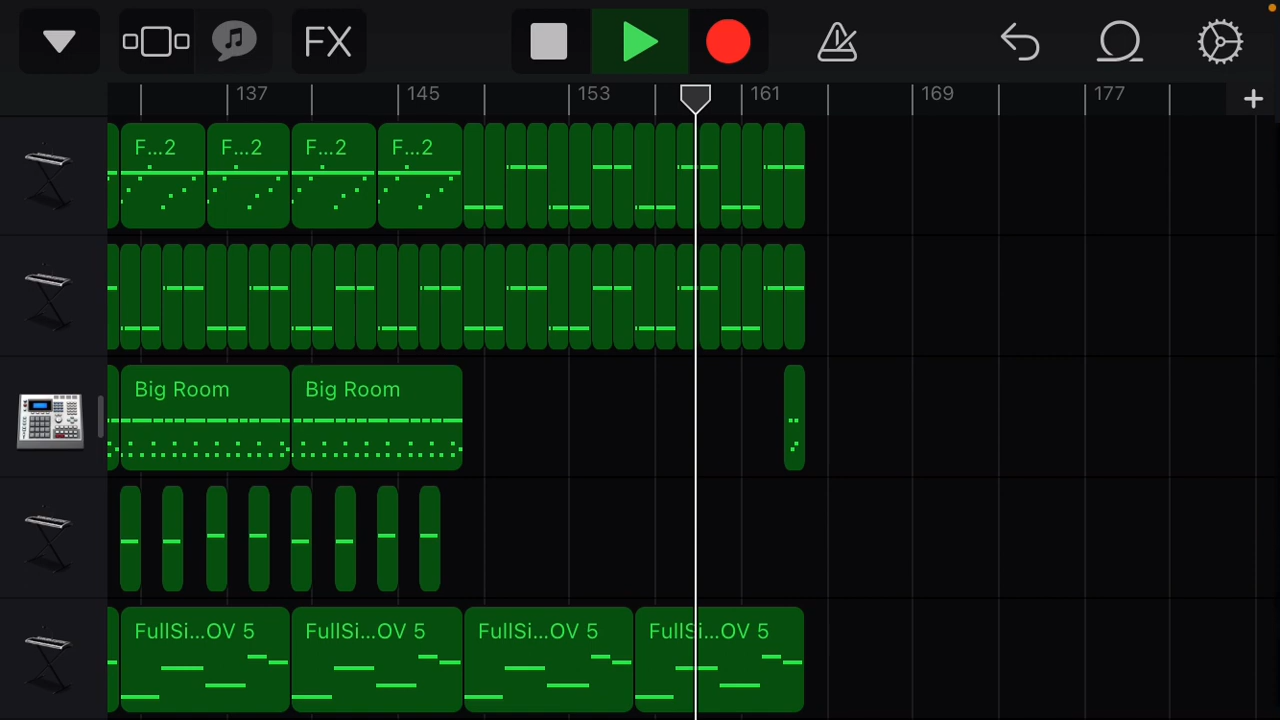 FX
137 145 153 161 169 177
F...2 F...2 F...2 F...2
Big Room Big Room
FullSi...OV 5 FullSi...OV 5 FullSi...OV 5 FullSi...OV 5